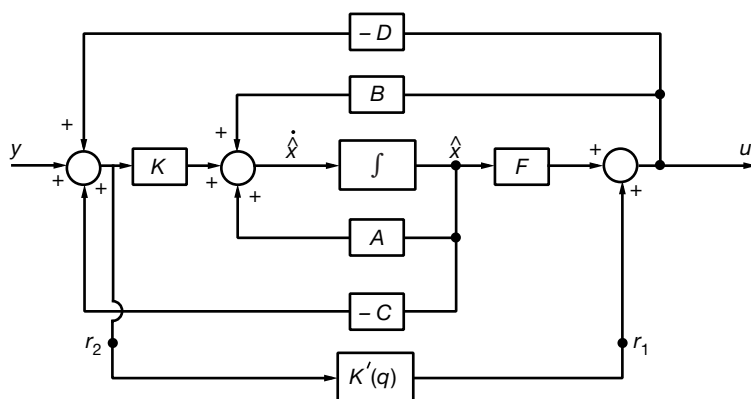 – D
+
B
+
y
+
+
K
+
+
ẋ̂
∫
x̂
F
+
+
u
A
– C
r₂
K′(q)
r₁